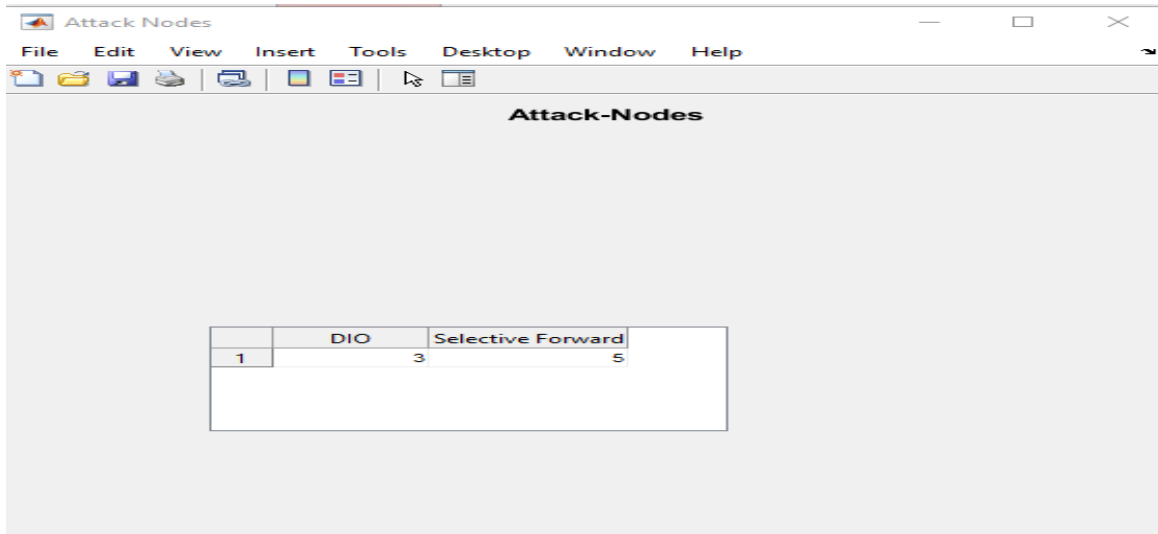 Attack Nodes
File Edit View Insert Tools Desktop Window Help
Attack-Nodes
DIO Selective Forward
1 3 5